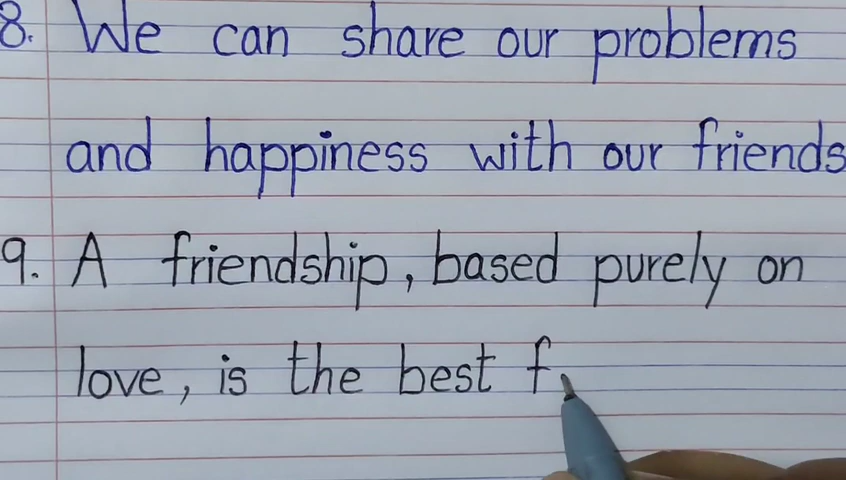 8. We can share our problems
and happiness with our friends
9. A friendship, based purely on
love, is the best f